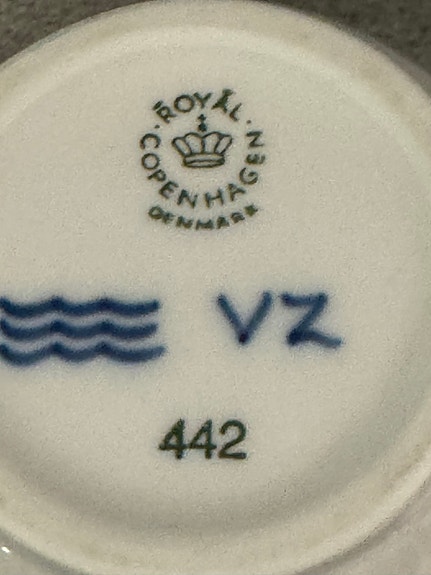 ROYAL
COPENHAGEN
DENMARK
VZ
442